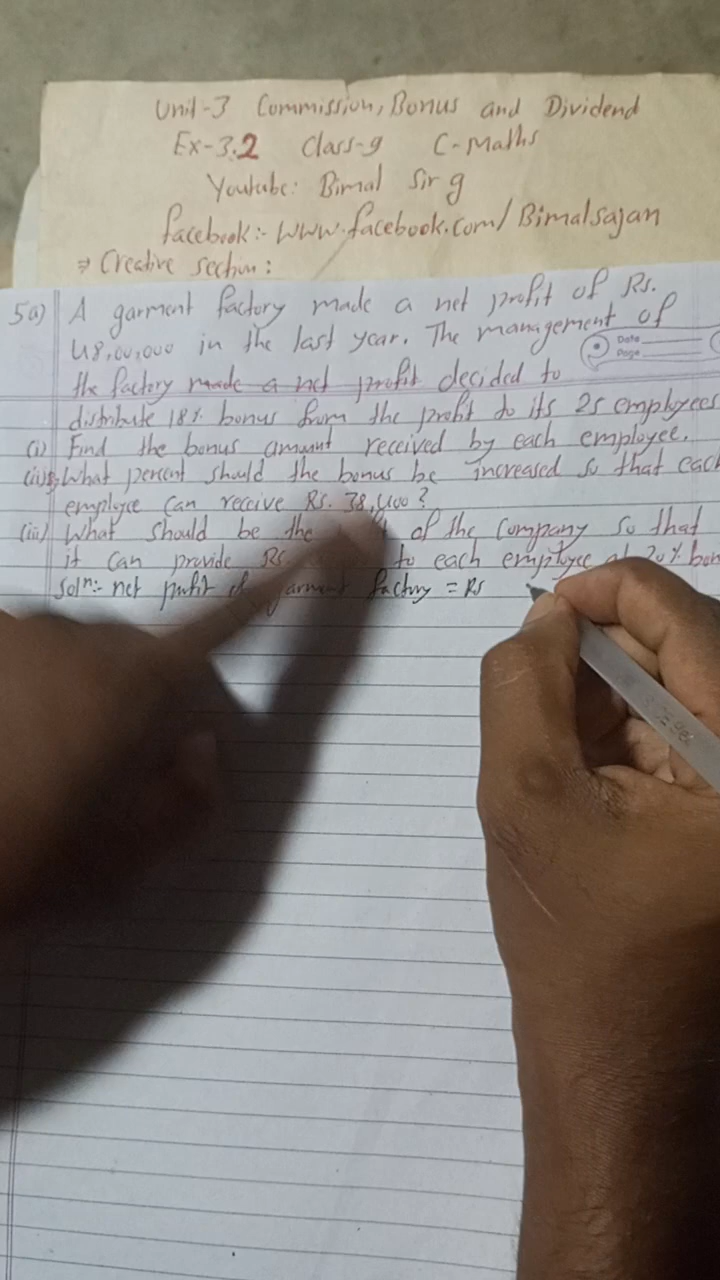 Unit-3 Commission, Bonus and Dividend
Ex-3.2 Class-9 C-Maths
Youtube: Bimal Sir g
facebook:- www.facebook.com/Bimalsajan
⇒ Creative section:
5a) A garment factory made a net profit of Rs.
48,00,000 in the last year. The management of
Date
Page
the factory made a net profit decided to
distribute 18% bonus from the profit to its 25 employees
(i) Find the bonus amount received by each employee.
(ii) What percent should the bonus be increased so that each
employee can receive Rs. 38,400?
(iii) What should be the of the Company so that
it can provide Rs. to each employee at 20% bon
Solⁿ:- net profit of garment factory = Rs